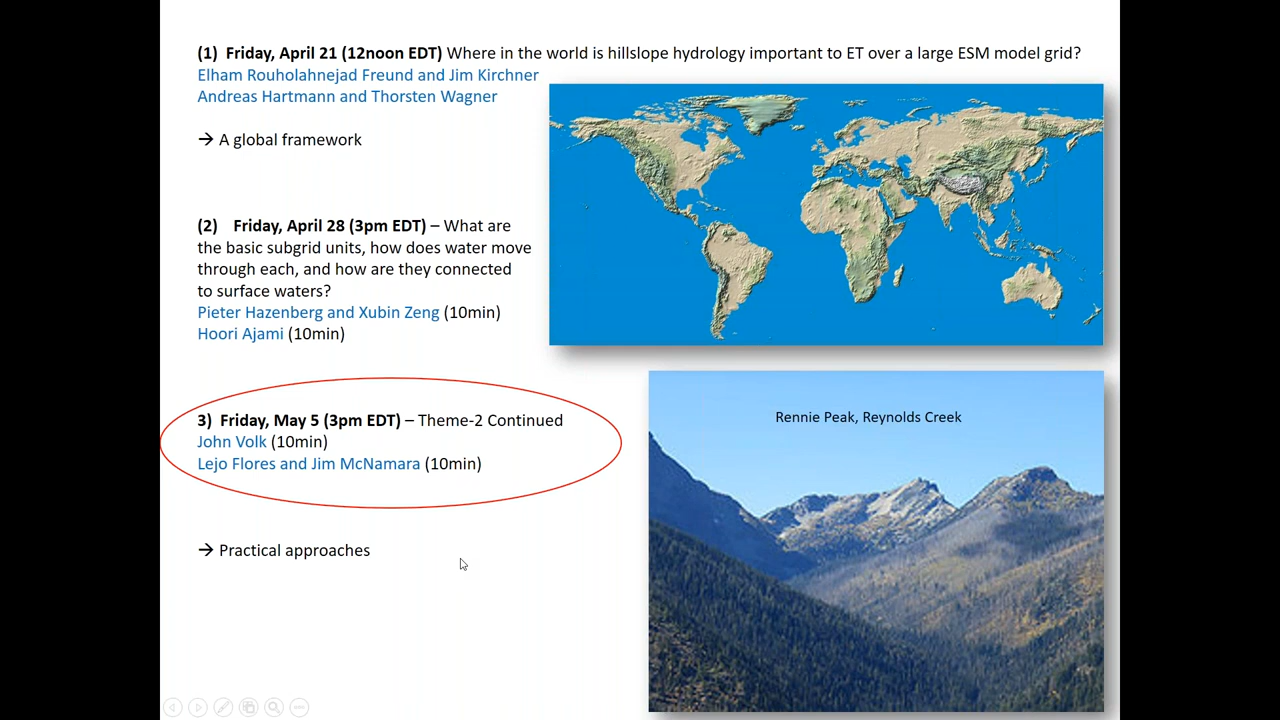 (1) Friday, April 21 (12noon EDT) Where in the world is hillslope hydrology important to ET over a large ESM model grid?
Elham Rouholahnejad Freund and Jim Kirchner
Andreas Hartmann and Thorsten Wagner
→ A global framework
(2) Friday, April 28 (3pm EDT) – What are
the basic subgrid units, how does water move
through each, and how are they connected
to surface waters?
Pieter Hazenberg and Xubin Zeng (10min)
Hoori Ajami (10min)
3) Friday, May 5 (3pm EDT) – Theme-2 Continued
John Volk (10min)
Lejo Flores and Jim McNamara (10min)
→ Practical approaches
Rennie Peak, Reynolds Creek